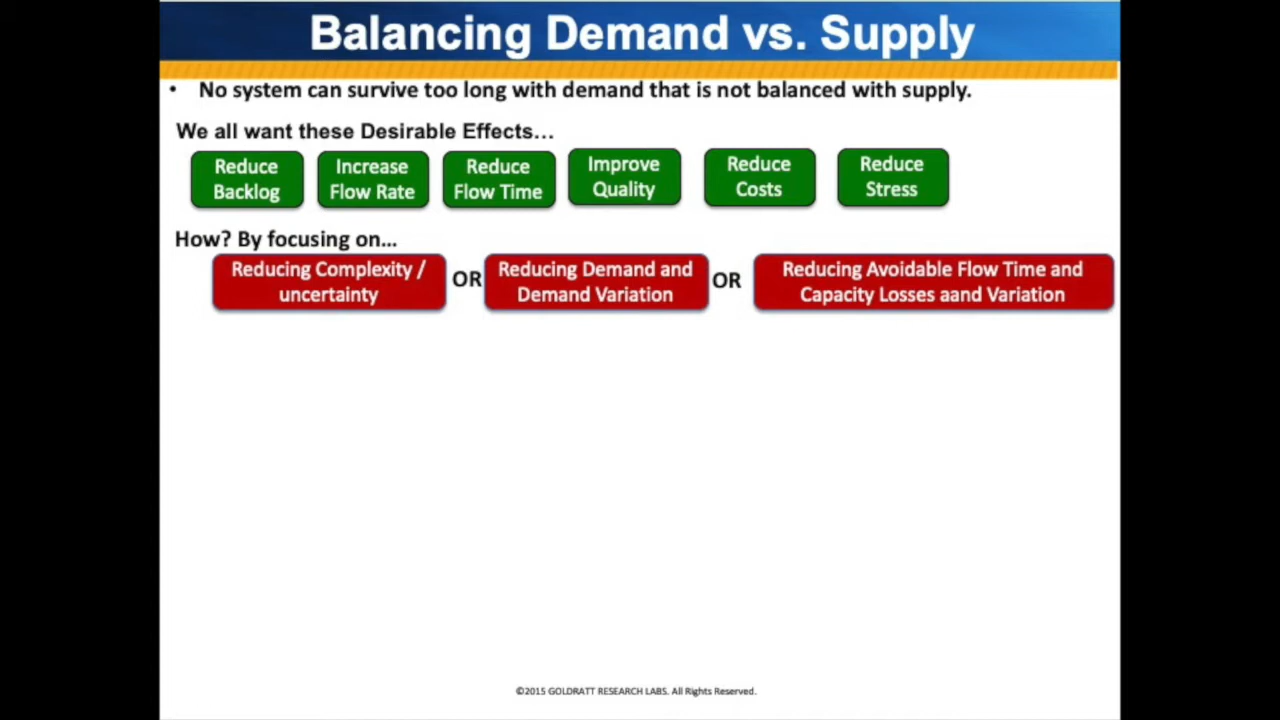 Balancing Demand vs. Supply
• No system can survive too long with demand that is not balanced with supply.
We all want these Desirable Effects...
Reduce Backlog
Increase Flow Rate
Reduce Flow Time
Improve Quality
Reduce Costs
Reduce Stress
How? By focusing on...
Reducing Complexity / uncertainty
OR
Reducing Demand and Demand Variation
OR
Reducing Avoidable Flow Time and Capacity Losses aand Variation
©2015 GOLDRATT RESEARCH LABS. All Rights Reserved.